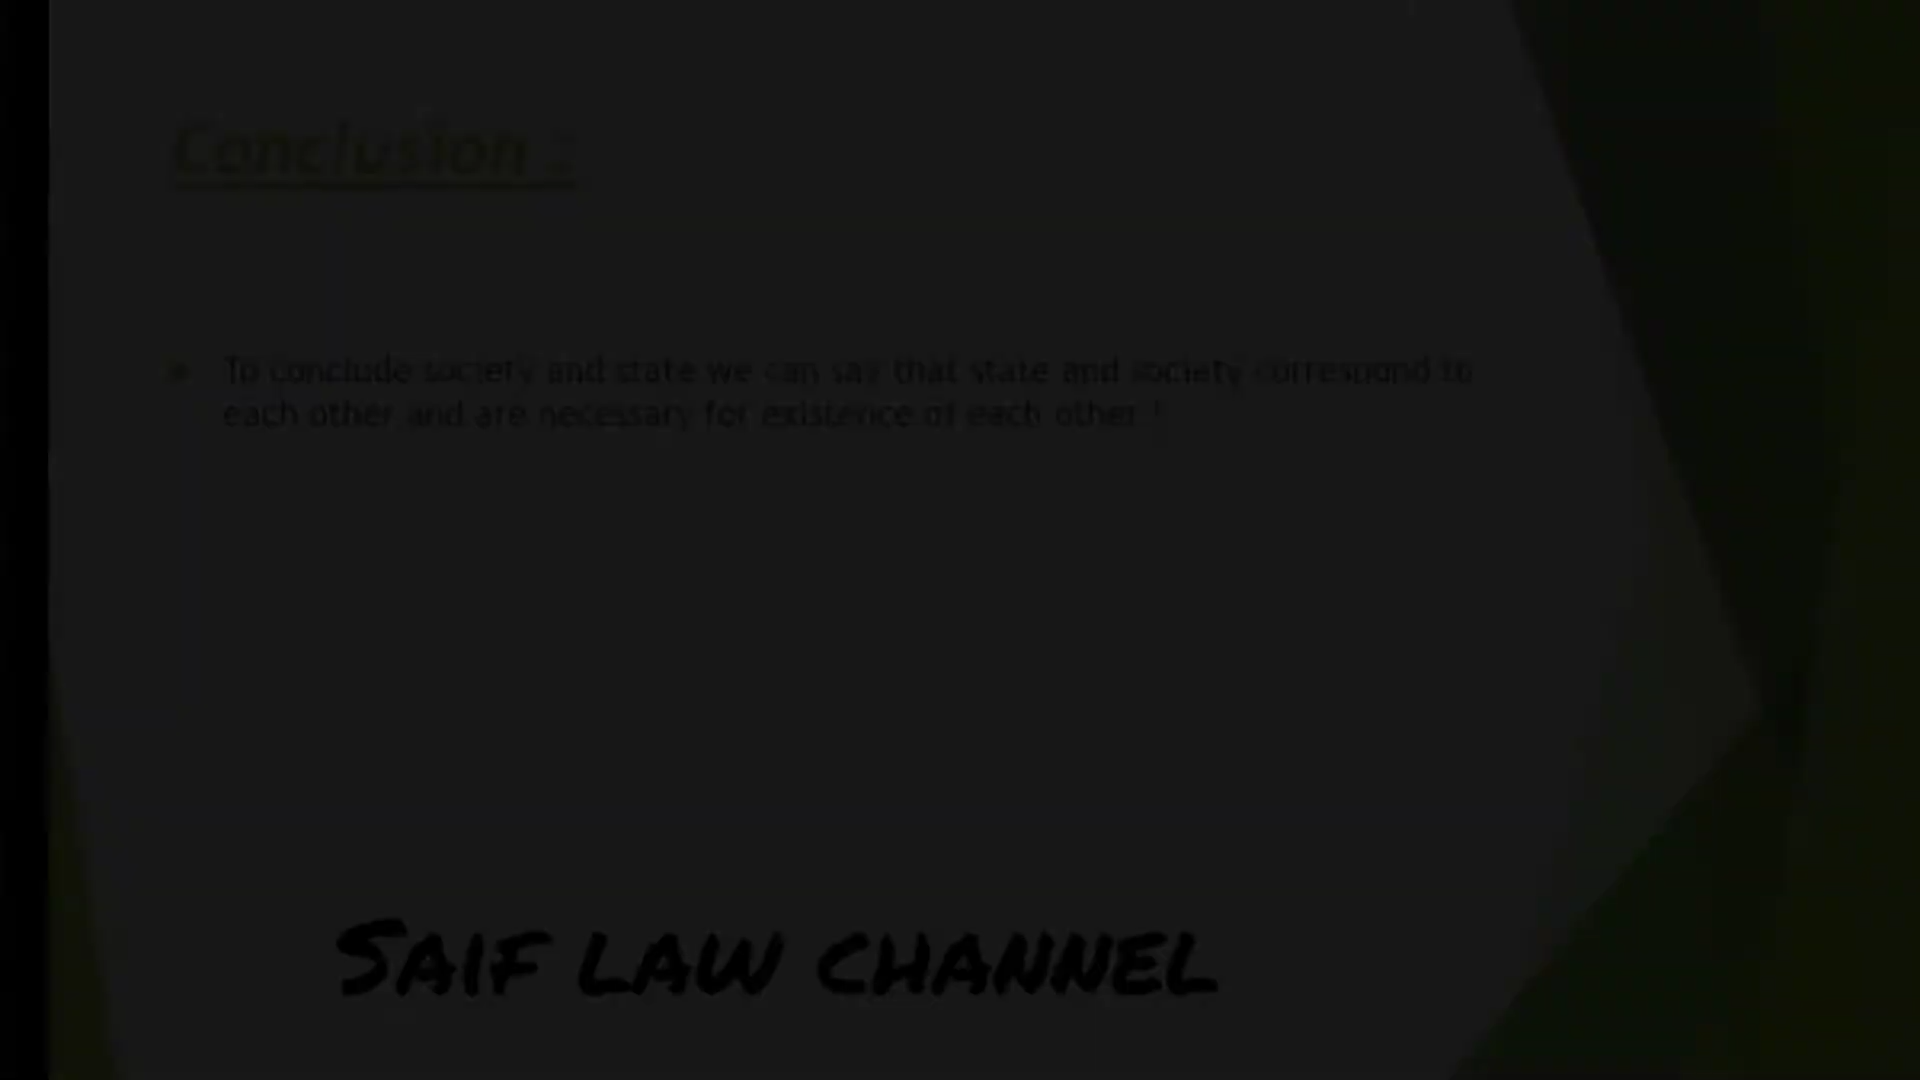 Conclusion :
To conclude society and state we can say that state and society correspond to
each other and are necessary for existence of each other !
SAIF LAW CHANNEL